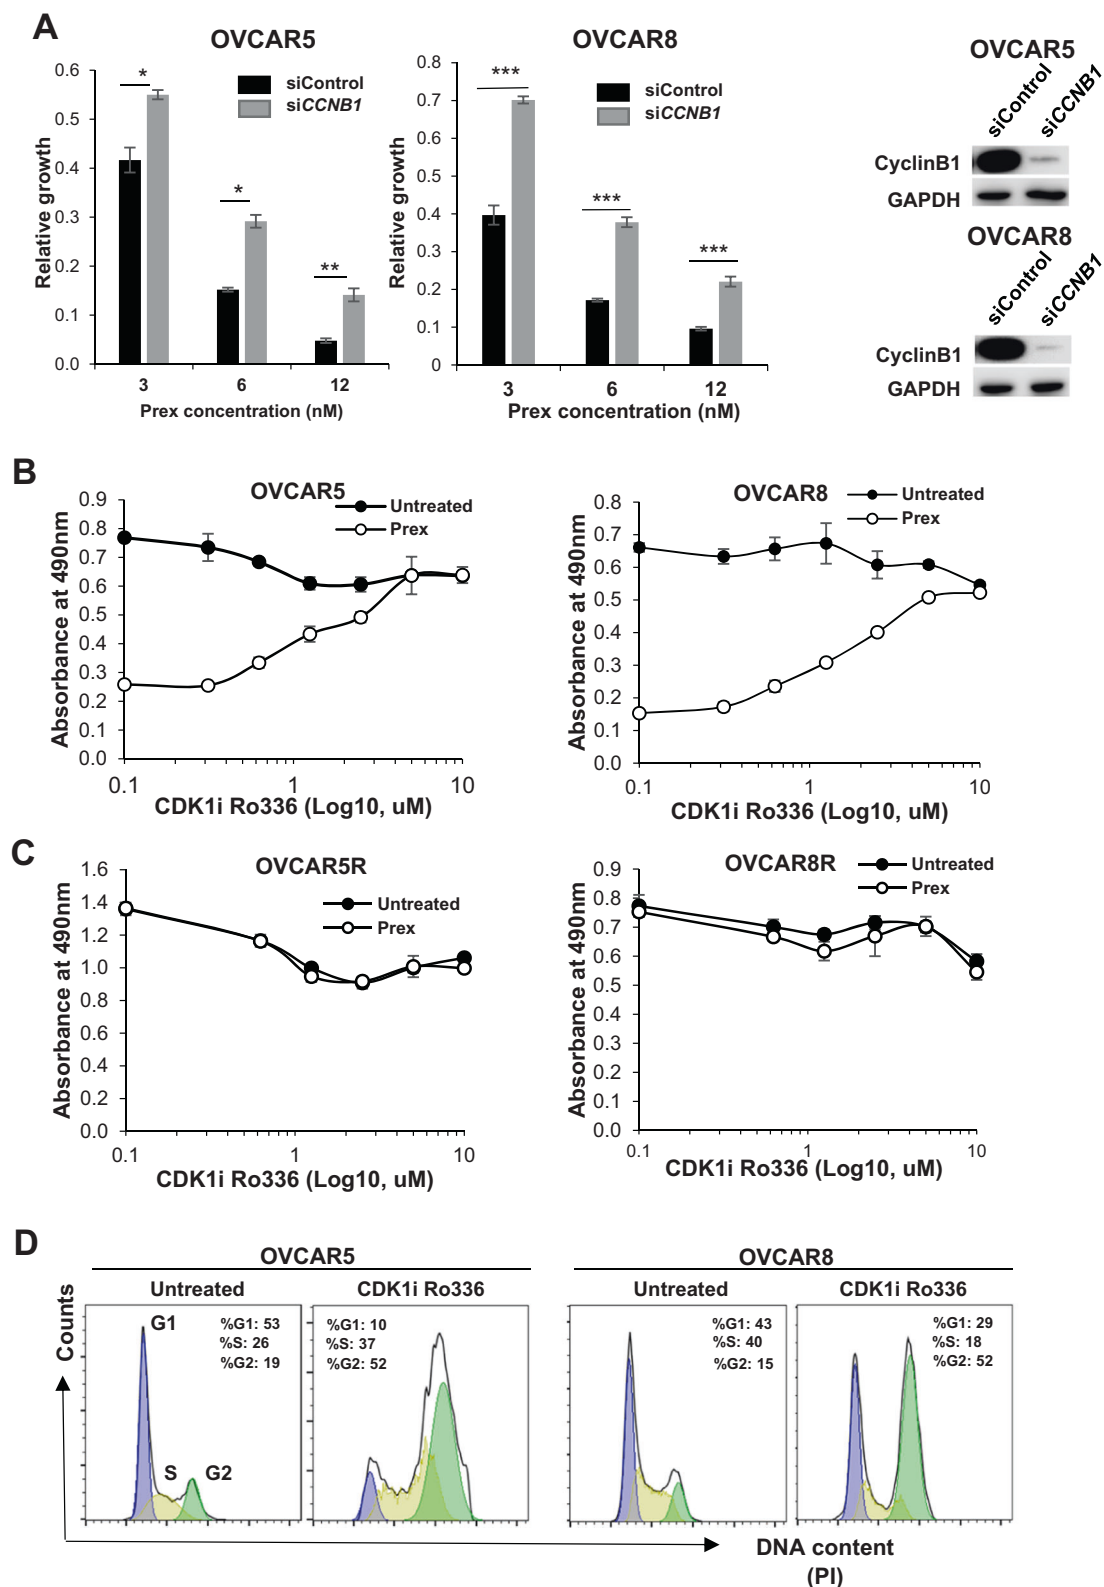 A
OVCAR5
OVCAR8
OVCAR5
siControl
siCCNB1
siControl
siCCNB1
siControl
siCCNB1
Relative growth
0.6
0.5
0.4
0.3
0.2
0.1
0.0
*
*
**
3
6
12
Prex concentration (nM)
Relative growth
0.8
0.7
0.6
0.5
0.4
0.3
0.2
0.1
0
***
***
***
3
6
12
Prex concentration (nM)
CyclinB1
GAPDH
OVCAR8
siControl
siCCNB1
CyclinB1
GAPDH
B
OVCAR5
Untreated
Prex
Absorbance at 490nm
0.9
0.8
0.7
0.6
0.5
0.4
0.3
0.2
0.1
0.0
0.1
1
10
CDK1i Ro336 (Log10, uM)
OVCAR8
Untreated
Prex
Absorbance at 490nm
0.8
0.7
0.6
0.5
0.4
0.3
0.2
0.1
0.0
0.1
1
10
CDK1i Ro336 (Log10, uM)
C
OVCAR5R
Untreated
Prex
Absorbance at 490nm
1.6
1.4
1.2
1.0
0.8
0.6
0.4
0.2
0.0
0.1
1
10
CDK1i Ro336 (Log10, uM)
OVCAR8R
Untreated
Prex
Absorbance at 490nm
0.9
0.8
0.7
0.6
0.5
0.4
0.3
0.2
0.1
0.0
0.1
1
10
CDK1i Ro336 (Log10, uM)
D
OVCAR5
OVCAR8
Untreated
CDK1i Ro336
Untreated
CDK1i Ro336
Counts
G1
S
G2
%G1: 53
%S: 26
%G2: 19
%G1: 10
%S: 37
%G2: 52
%G1: 43
%S: 40
%G2: 15
%G1: 29
%S: 18
%G2: 52
DNA content
(PI)